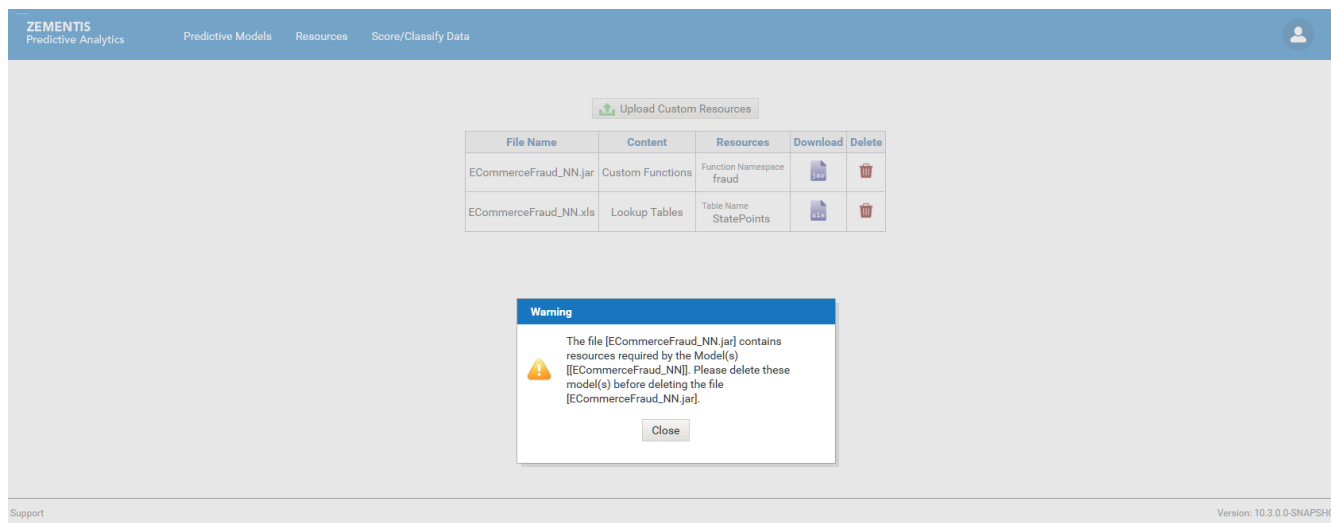 ZEMENTIS
Predictive Analytics
Predictive Models Resources Score/Classify Data
Upload Custom Resources
File Name Content Resources Download Delete
ECommerceFraud_NN.jar Custom Functions Function Namespace fraud jar
ECommerceFraud_NN.xls Lookup Tables Table Name StatePoints xls
Warning
The file [ECommerceFraud_NN.jar] contains
resources required by the Model(s)
[[ECommerceFraud_NN]]. Please delete these
model(s) before deleting the file
[ECommerceFraud_NN.jar].
Close
Support Version: 10.3.0.0-SNAPSHO